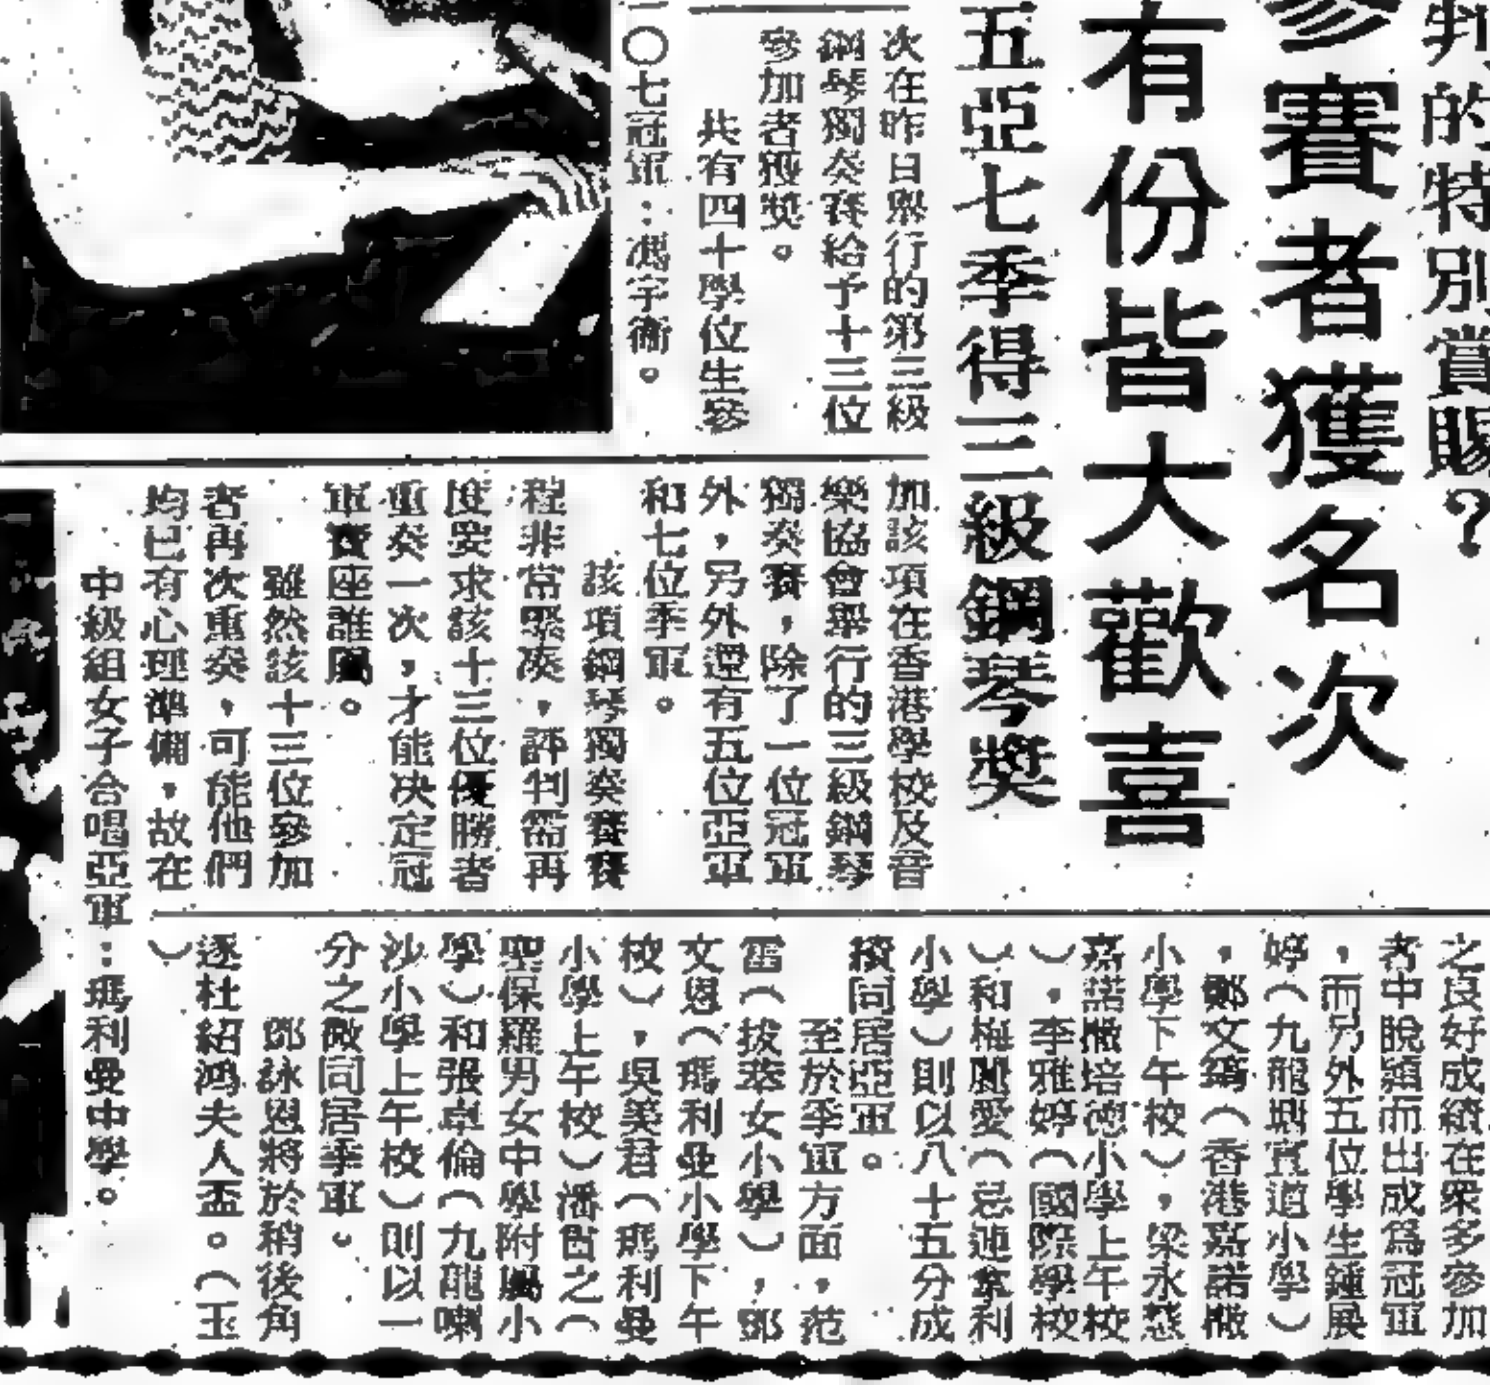 判的特別賞賜?
參賽者獲名次
有份皆大歡喜
五亞七季得三級鋼琴獎
次在昨日舉行的第三級
鋼琴獨奏賽給予十三位
參加者獲獎。
共有四十學位生參
加該項在香港學校及音
樂協會舉行的三級鋼琴
獨奏賽,除了一位冠軍
外,另外還有五位亞軍
和七位季軍。
該項鋼琴獨奏賽賽
程非常緊湊,評判需再
度要求該十三位優勝者
重奏一次,才能决定冠
軍寶座誰屬。
雖然該十三位參加
者再次重奏,可能他們
均已有心理準備,故在
之良好成績在眾多參加
者中脫穎而出成爲冠軍
,而另外五位學生鍾展
婷(九龍塘宣道小學)
,鄭文 (香港嘉諾撒
小學下午校),梁永慈
嘉諾撒培德小學上午校
),李雅婷(國際學校
)和梅 愛(忌連拿利
小學)則以八十五分成
績同居亞軍。
至於季軍方面,范
雷(拔萃女小學),鄧
文恩(瑪利曼小學下午
校),吳美君(瑪利曼
小學上午校)潘 之(
聖保羅男女中學附屬小
學)和張卓倫(九龍喇
沙小學上午校)則以一
分之微同居季軍。
鄧詠恩將於稍後角
逐杜紹鴻夫人盃。(玉
)
〇七冠軍:馮宇衞。
中級組女子合唱亞軍:瑪利曼中學。